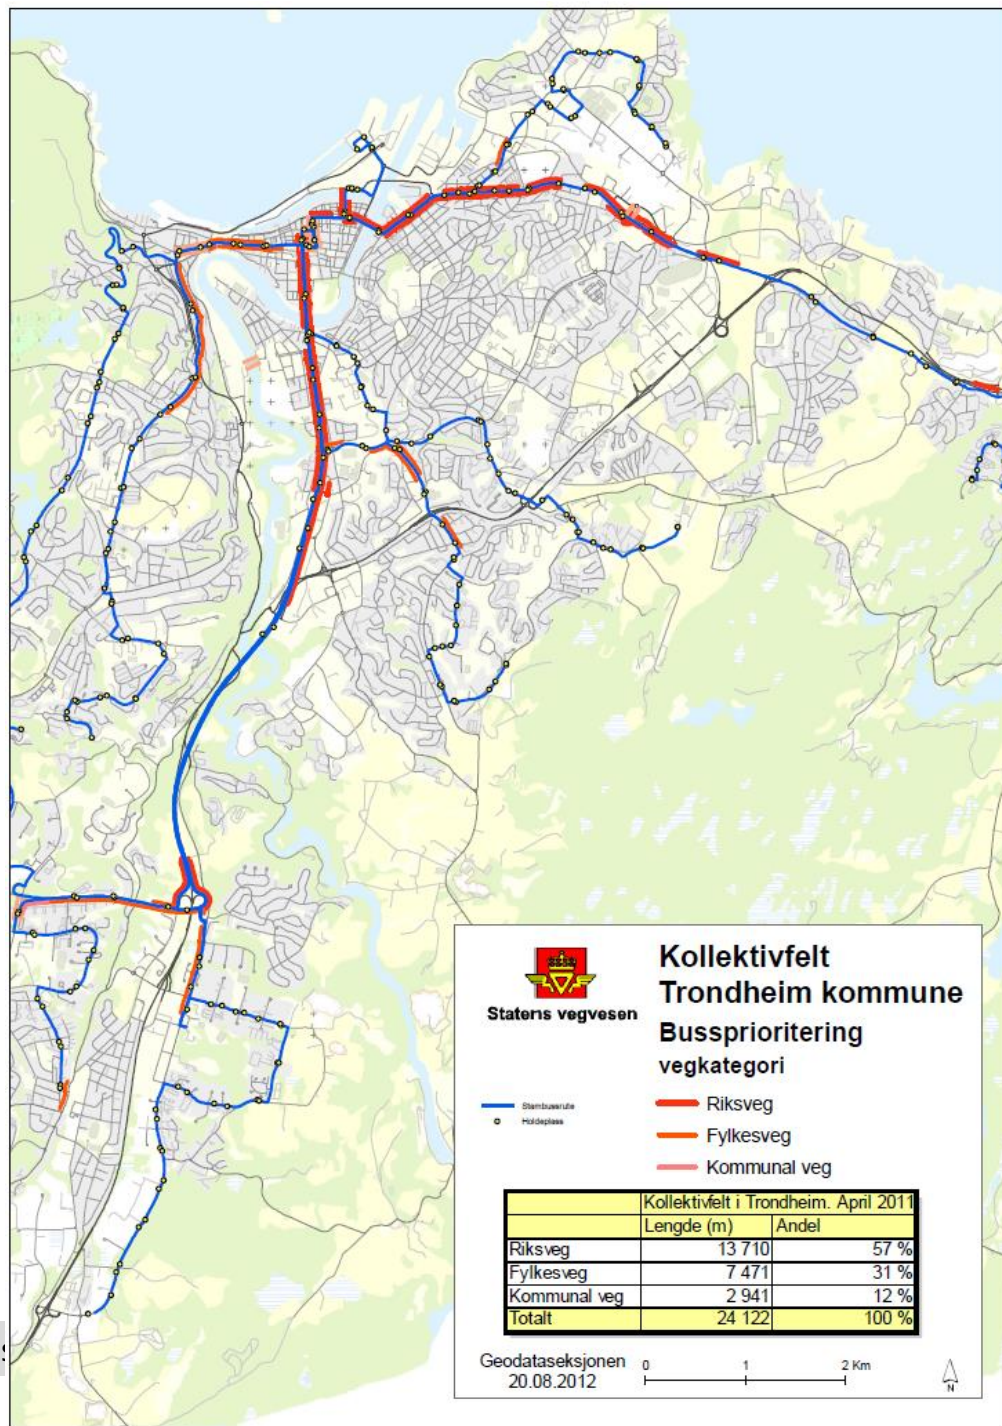 Kollektivfelt
Trondheim kommune
Bussprioritering
vegkategori
Statens vegvesen
Stambussrute
Holdeplass
Riksveg
Fylkesveg
Kommunal veg
Kollektivfelt i Trondheim. April 2011
Lengde (m) Andel
Riksveg 13 710 57 %
Fylkesveg 7 471 31 %
Kommunal veg 2 941 12 %
Totalt 24 122 100 %
Geodataseksjonen
20.08.2012
0 1 2 Km
N